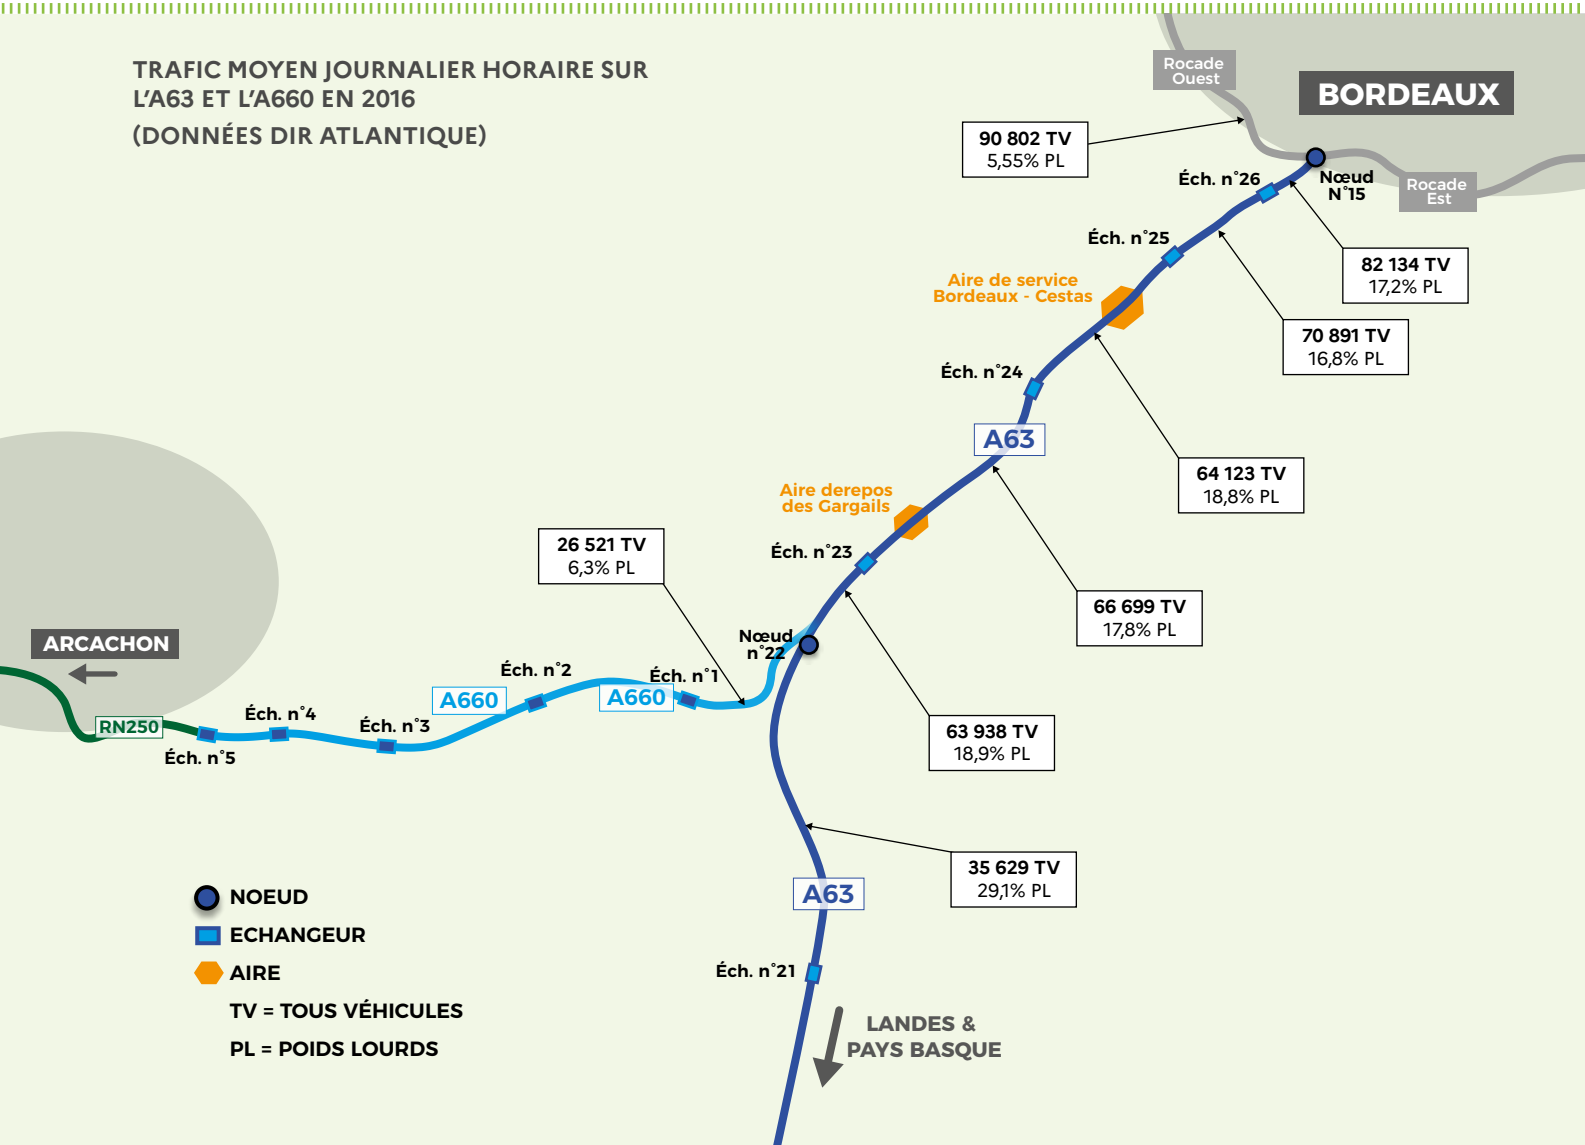 TRAFIC MOYEN JOURNALIER HORAIRE SUR
L'A63 ET L'A660 EN 2016
(DONNÉES DIR ATLANTIQUE)
Rocade
Ouest
BORDEAUX
90 802 TV
5,55% PL
Éch. n°26
Nœud
N°15
Rocade
Est
Éch. n°25
82 134 TV
17,2% PL
Aire de service
Bordeaux - Cestas
70 891 TV
16,8% PL
Éch. n°24
A63
64 123 TV
18,8% PL
Aire derepos
des Gargails
26 521 TV
6,3% PL
Éch. n°23
66 699 TV
17,8% PL
ARCACHON
Nœud
n°22
Éch. n°2
Éch. n°1
A660
A660
RN250
Éch. n°4
Éch. n°3
Éch. n°5
63 938 TV
18,9% PL
35 629 TV
29,1% PL
A63
NOEUD
ECHANGEUR
AIRE
TV = TOUS VÉHICULES
PL = POIDS LOURDS
Éch. n°21
LANDES &
PAYS BASQUE